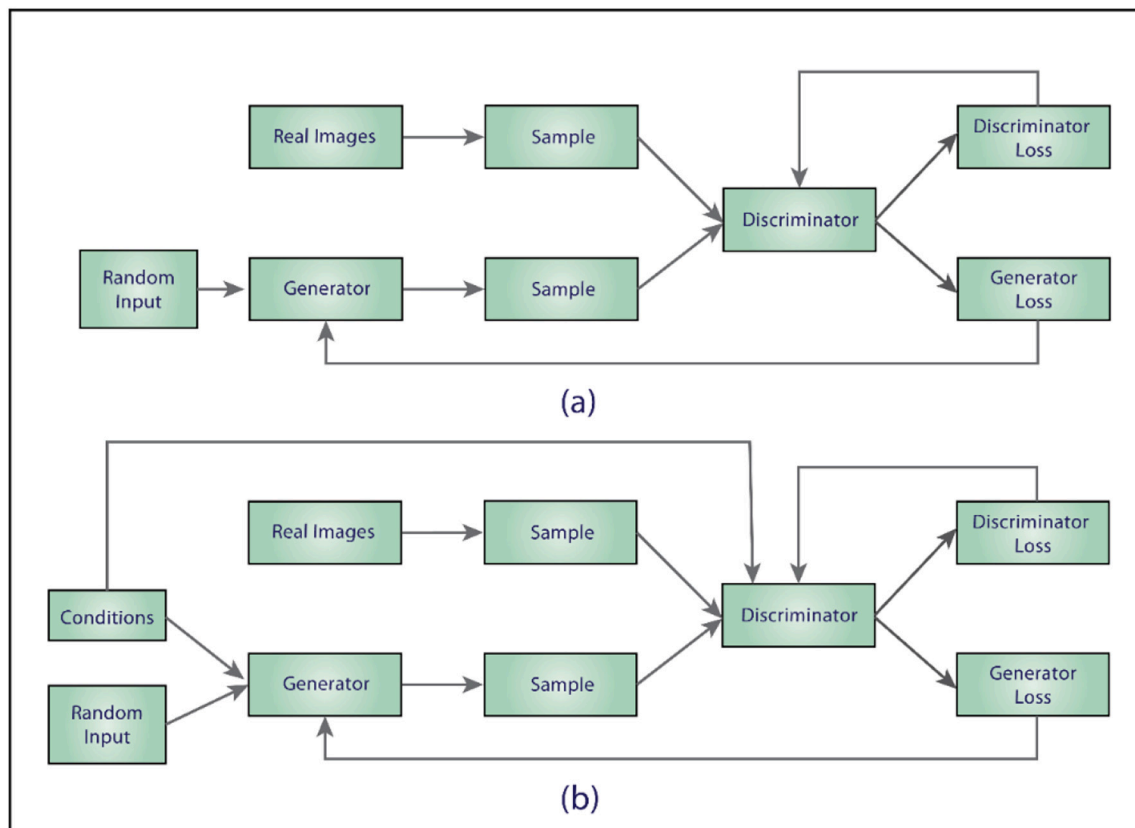 Real Images
Sample
Discriminator
Loss
Discriminator
Random
Input
Generator
Sample
Generator
Loss
(a)
Real Images
Sample
Discriminator
Loss
Conditions
Discriminator
Generator
Sample
Generator
Loss
Random
Input
(b)